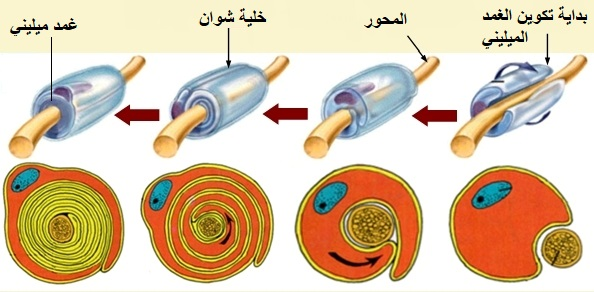 بداية تكوين الغمد
الميليني
المحور
خلية شوان
غمد ميليني